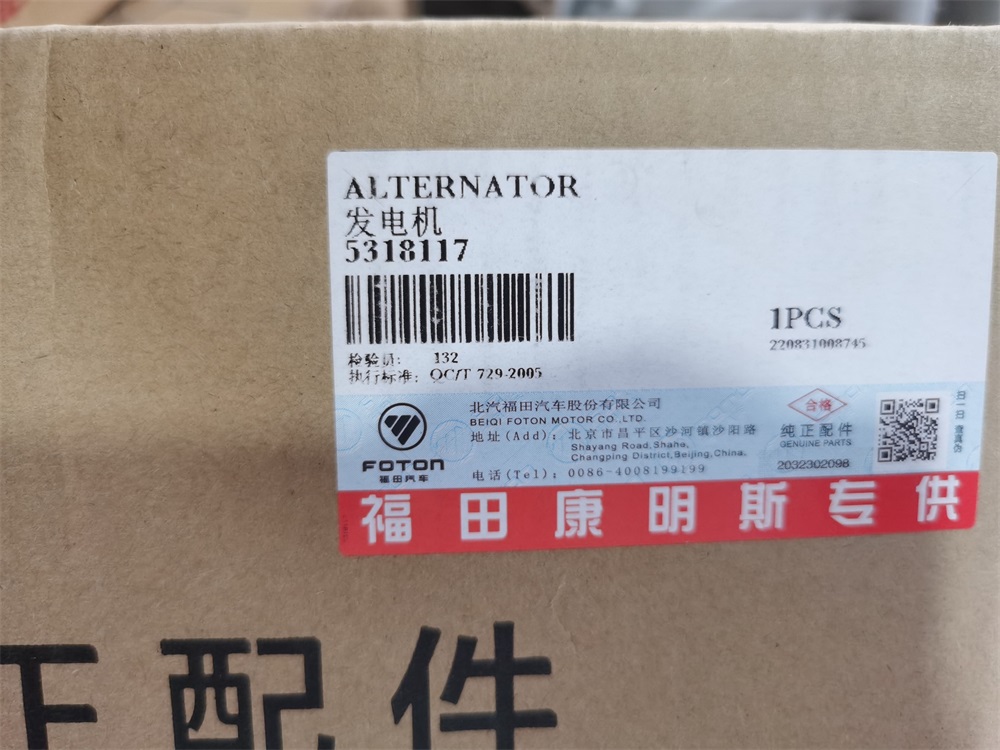 ALTERNATOR
发电机
5318117
1PCS
220831008745
检验员: 132
执行标准: QC/T 729-2005
FOTON
福田汽车
北汽福田汽车股份有限公司
BEIQI FOTON MOTOR CO.,LTD.
地址(Add): 北京市昌平区沙河镇沙阳路
Shayang Road,Shahe,
Changping District,Beijing,China.
电话(Tel): 0086-4008199199
合格
纯正配件
GENUINE PARTS
2032302098
福田康明斯专供
正配件